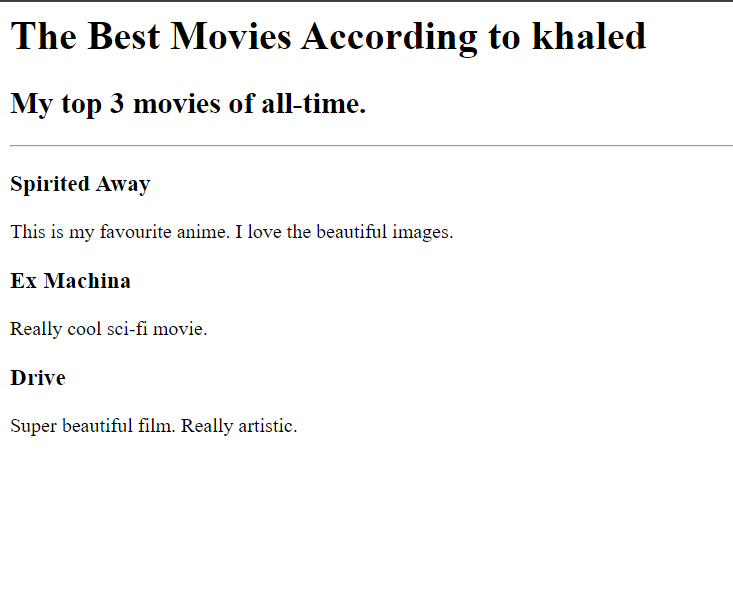 The Best Movies According to khaled
My top 3 movies of all-time.
Spirited Away
This is my favourite anime. I love the beautiful images.
Ex Machina
Really cool sci-fi movie.
Drive
Super beautiful film. Really artistic.